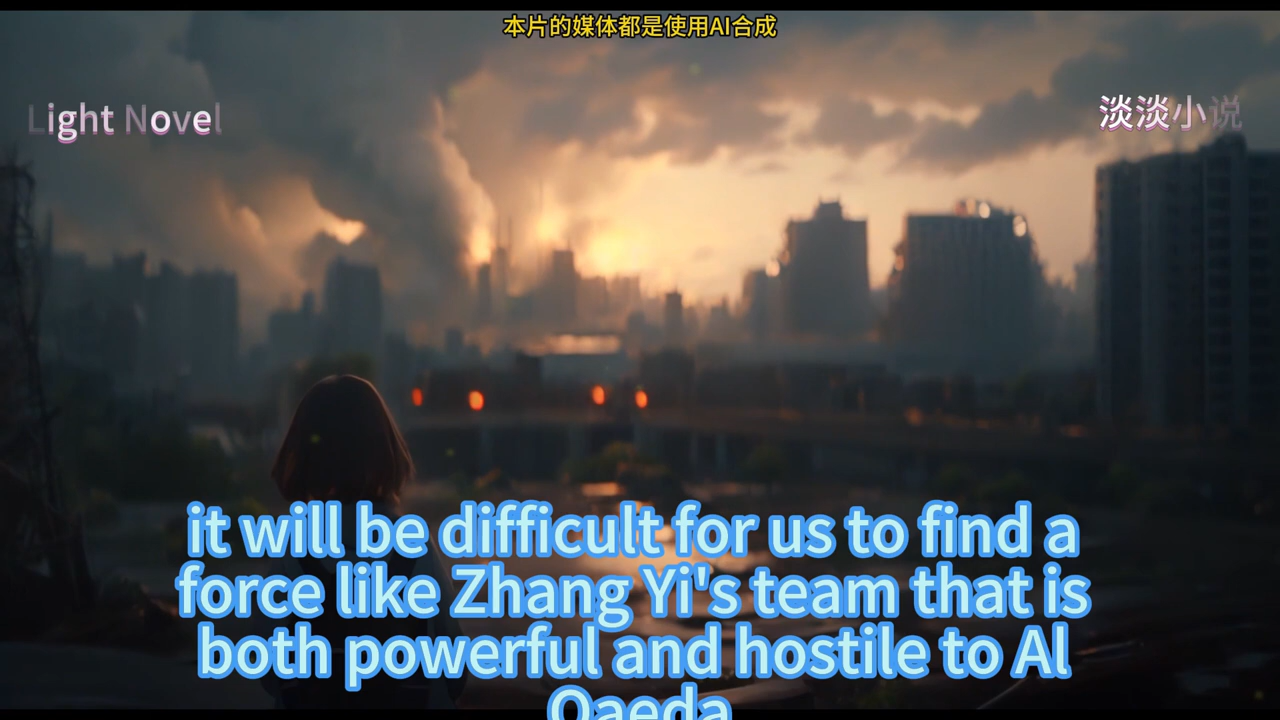 本片的媒体都是使用AI合成
Light Novel
淡淡小说
it will be difficult for us to find a
force like Zhang Yi's team that is
both powerful and hostile to Al
Qaeda